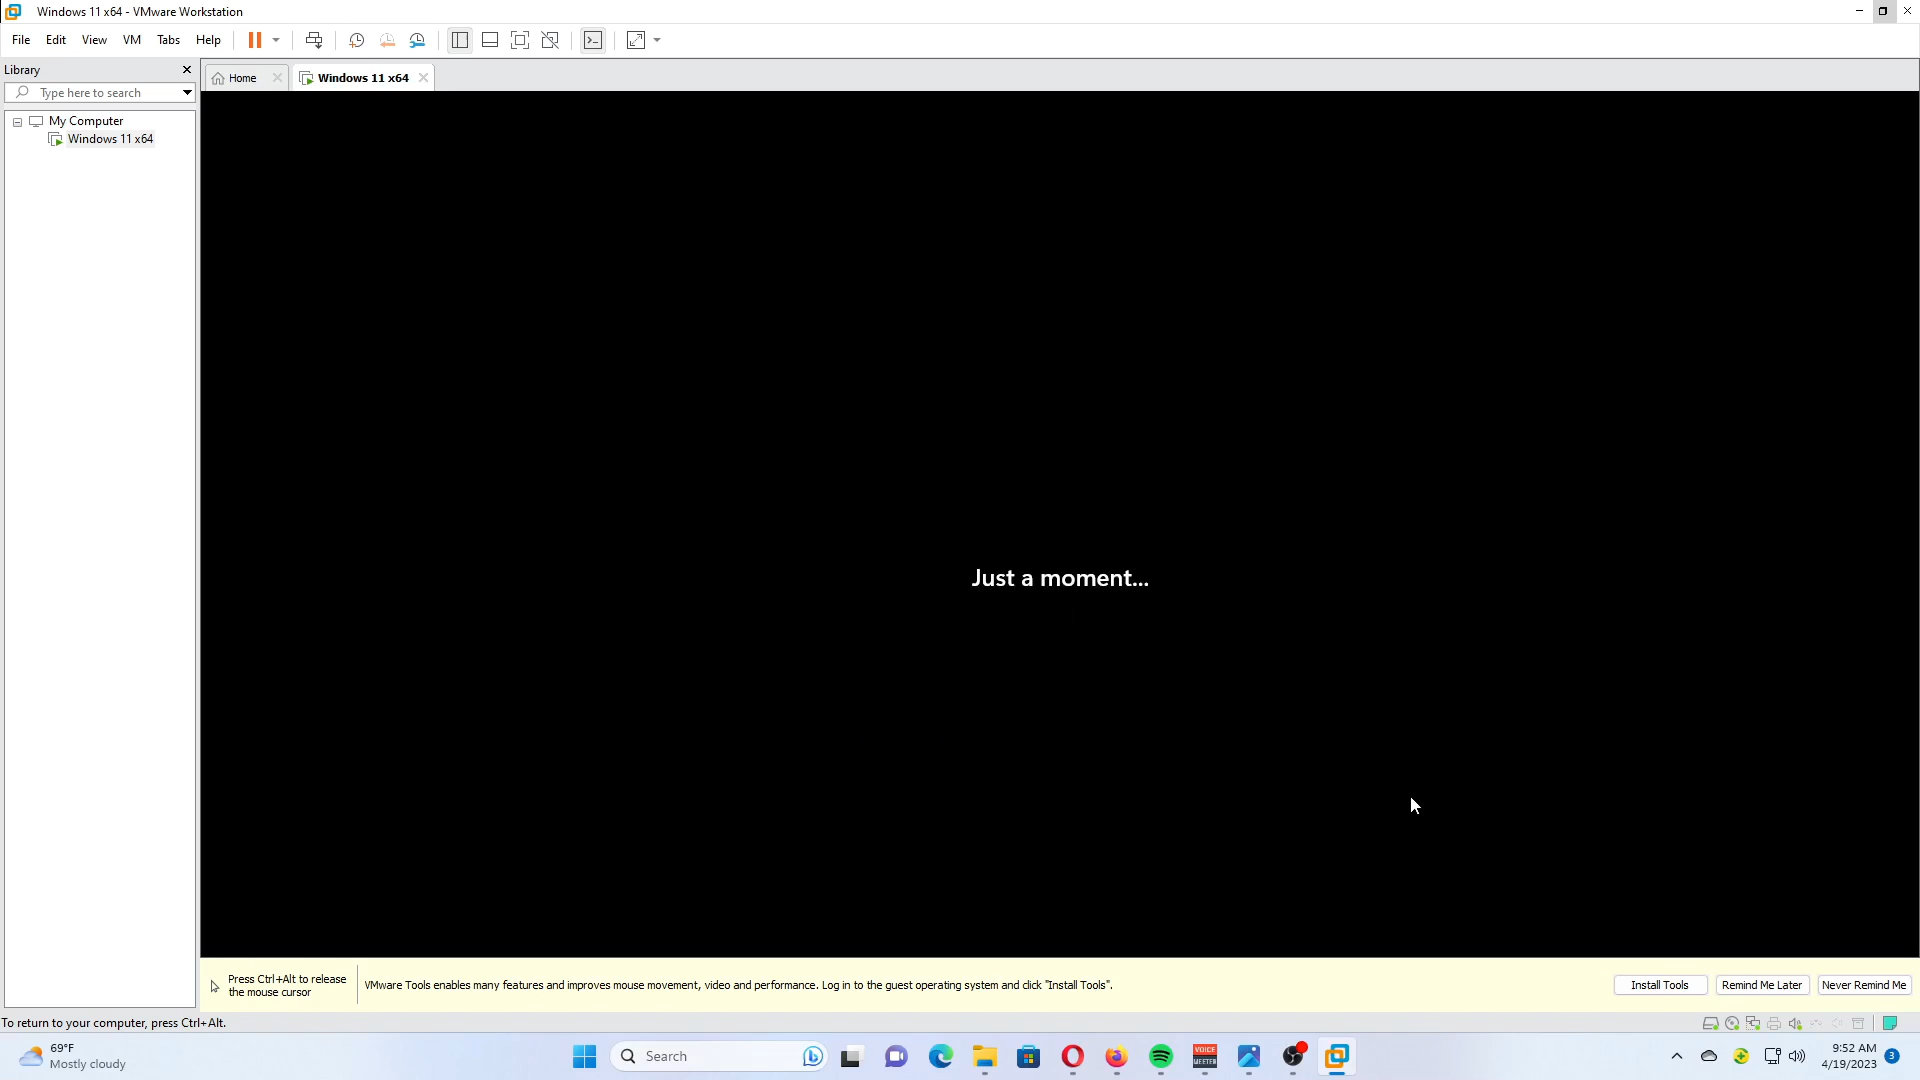 Windows 11 x64 - VMware Workstation
File Edit View VM Tabs Help
Library
Home
Windows 11 x64
Type here to search
My Computer
Windows 11 x64
Just a moment...
Press Ctrl+Alt to release
the mouse cursor
VMware Tools enables many features and improves mouse movement, video and performance. Log in to the guest operating system and click "Install Tools".
Install Tools
Remind Me Later
Never Remind Me
To return to your computer, press Ctrl+Alt.
69°F
Mostly cloudy
Search
VOICE
MEETER
9:52 AM
4/19/2023
3